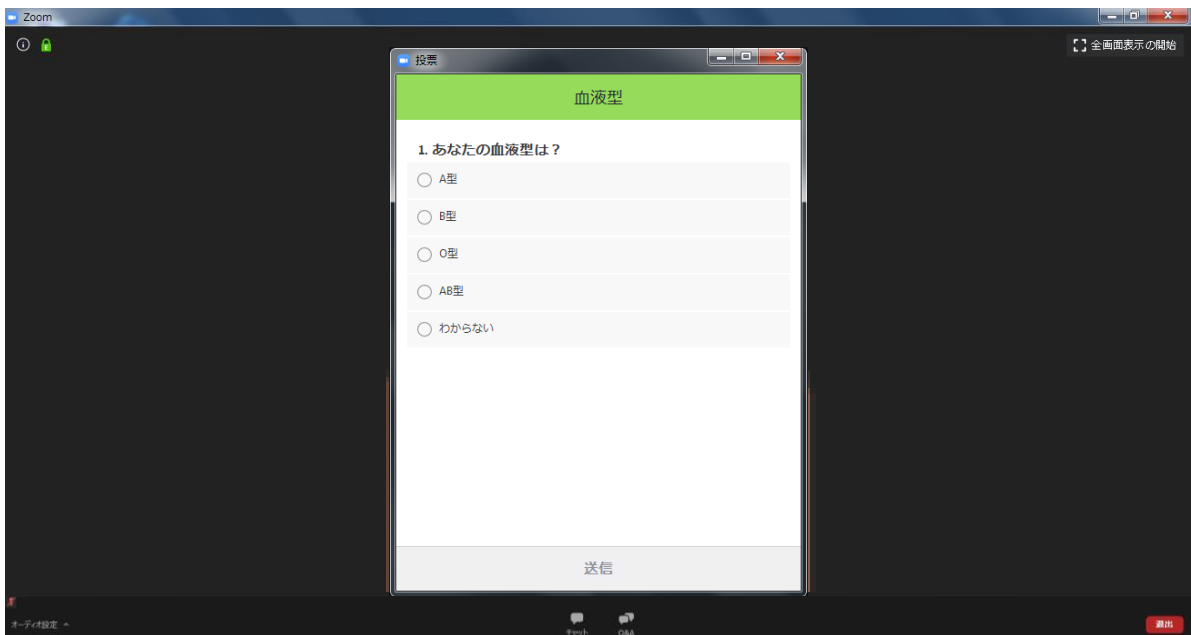 Zoom
全画面表示の開始
投票
血液型
1. あなたの血液型は？
A型
B型
O型
AB型
わからない
送信
オーディオ設定
チャット
Q&A
退出